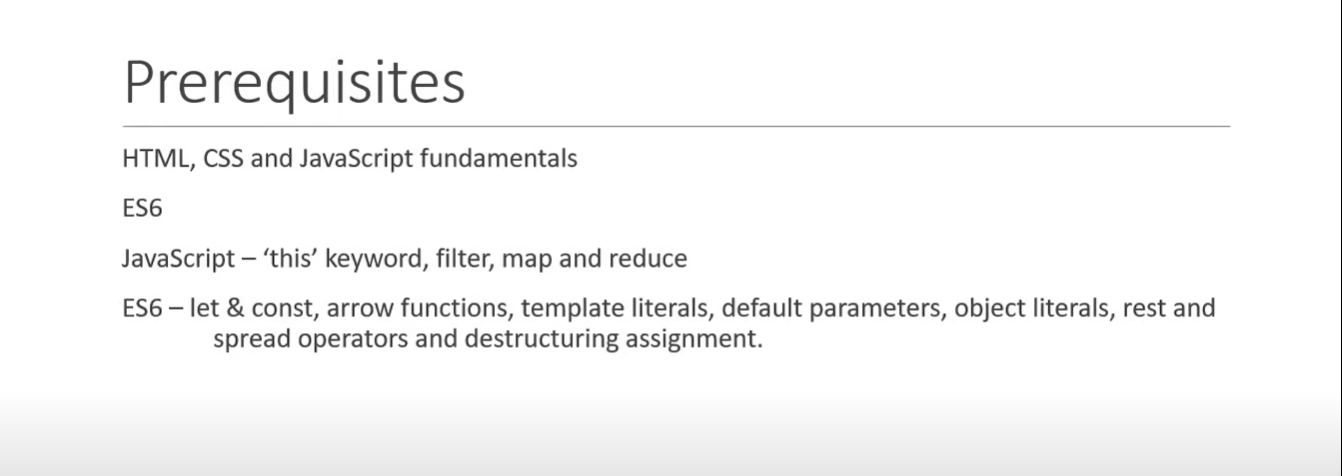 Prerequisites
HTML, CSS and JavaScript fundamentals
ES6
JavaScript – ‘this’ keyword, filter, map and reduce
ES6 – let & const, arrow functions, template literals, default parameters, object literals, rest and
spread operators and destructuring assignment.